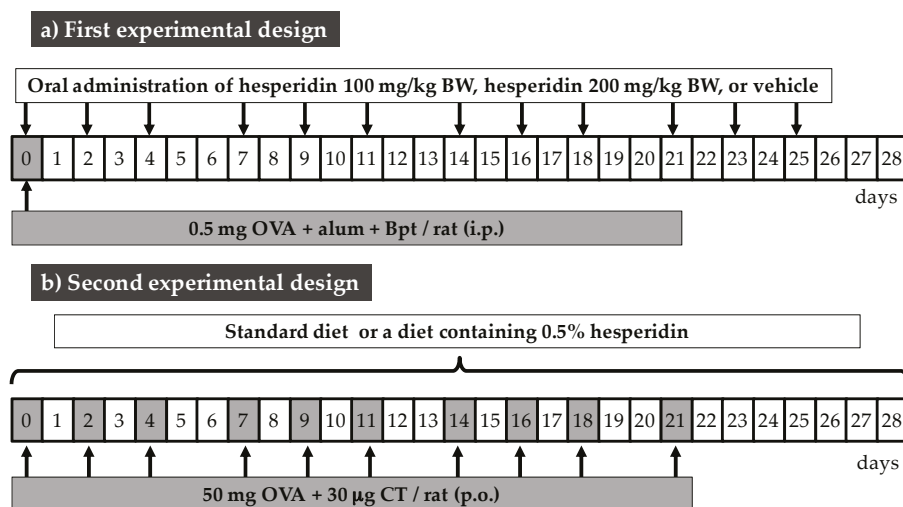 a) First experimental design
Oral administration of hesperidin 100 mg/kg BW, hesperidin 200 mg/kg BW, or vehicle
0 1 2 3 4 5 6 7 8 9 10 11 12 13 14 15 16 17 18 19 20 21 22 23 24 25 26 27 28
days
0.5 mg OVA + alum + Bpt / rat (i.p.)
b) Second experimental design
Standard diet or a diet containing 0.5% hesperidin
0 1 2 3 4 5 6 7 8 9 10 11 12 13 14 15 16 17 18 19 20 21 22 23 24 25 26 27 28
days
50 mg OVA + 30 μg CT / rat (p.o.)